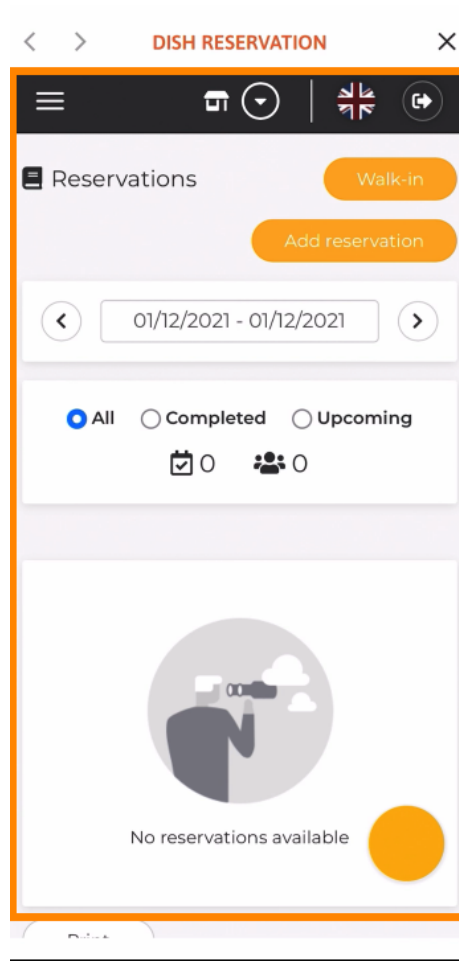 DISH RESERVATION
Reservations
Walk-in
Add reservation
01/12/2021 - 01/12/2021
All Completed Upcoming
0 0
No reservations available
Print